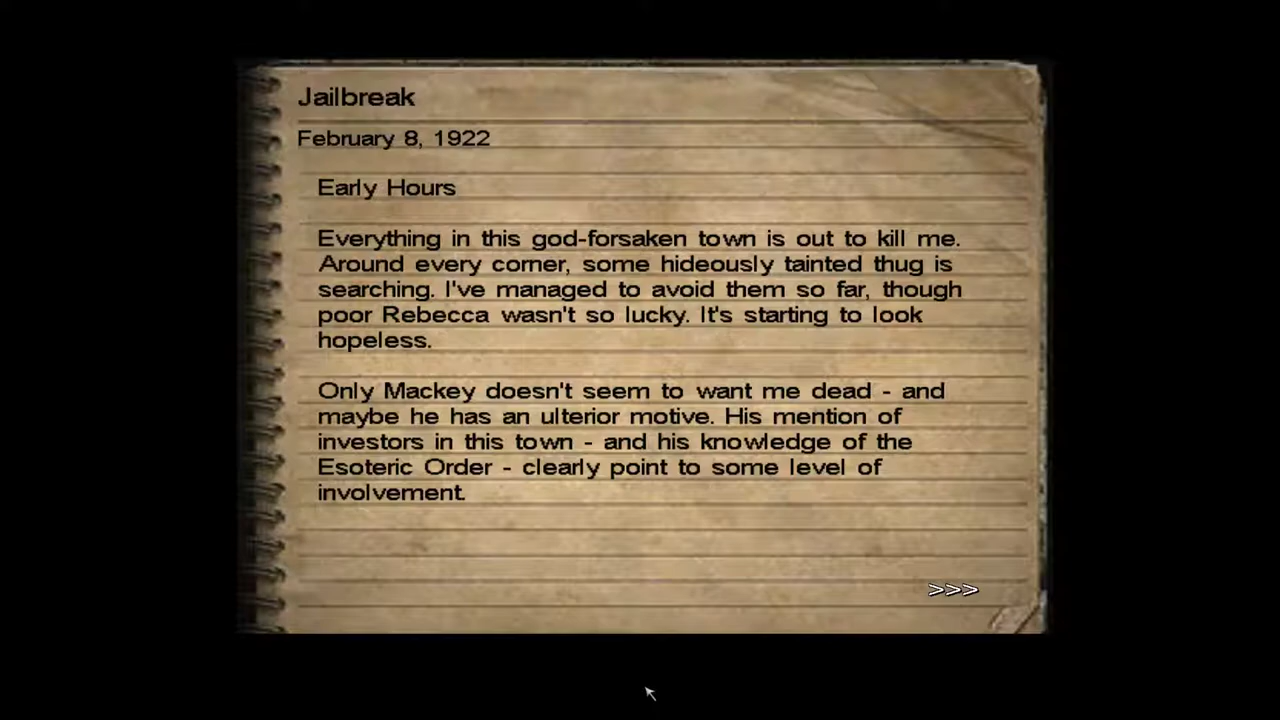 Jailbreak
February 8, 1922
Early Hours
Everything in this god-forsaken town is out to kill me.
Around every corner, some hideously tainted thug is
searching. I've managed to avoid them so far, though
poor Rebecca wasn't so lucky. It's starting to look
hopeless.
Only Mackey doesn't seem to want me dead - and
maybe he has an ulterior motive. His mention of
investors in this town - and his knowledge of the
Esoteric Order - clearly point to some level of
involvement.
>>>